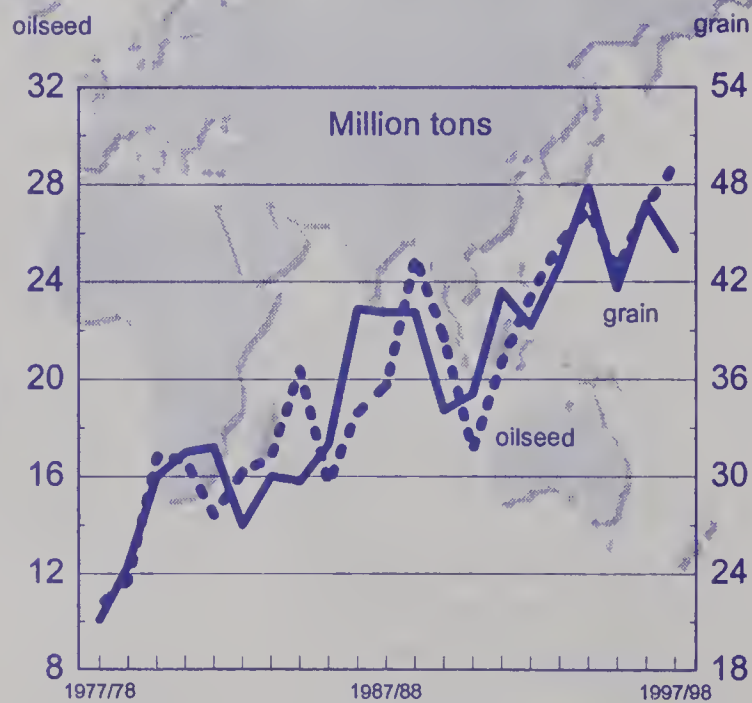 oilseed grain
32 54
Million tons
28 48
24 42
grain
20 36
oilseed
16 30
12 24
8 18
1977/78 1987/88 1997/98